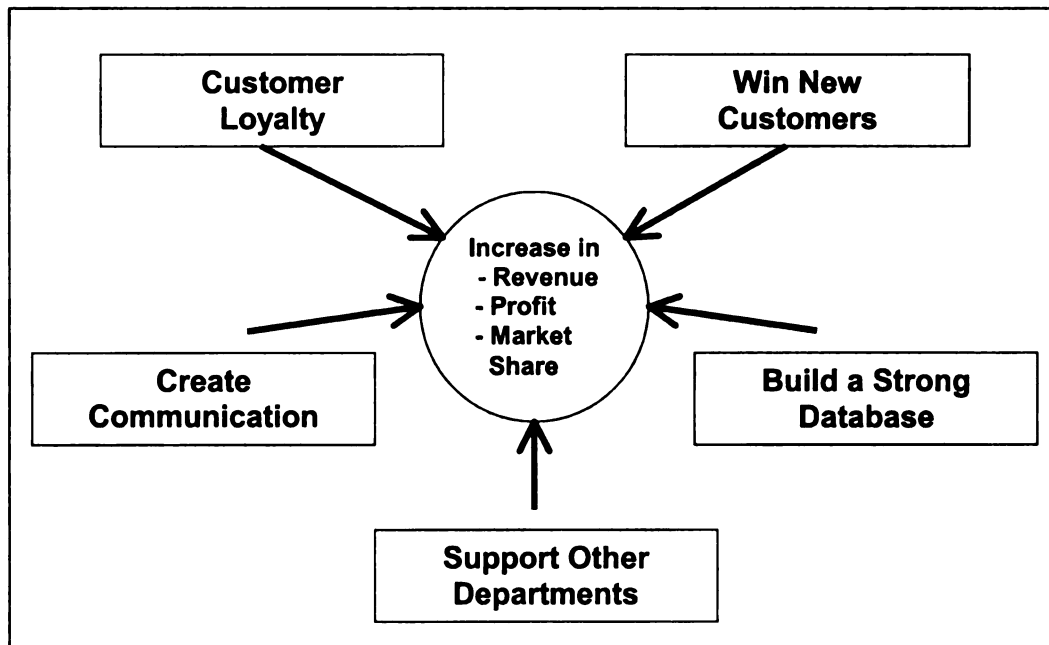 Customer
Loyalty
Win New
Customers
Increase in
- Revenue
- Profit
- Market
Share
Create
Communication
Build a Strong
Database
Support Other
Departments